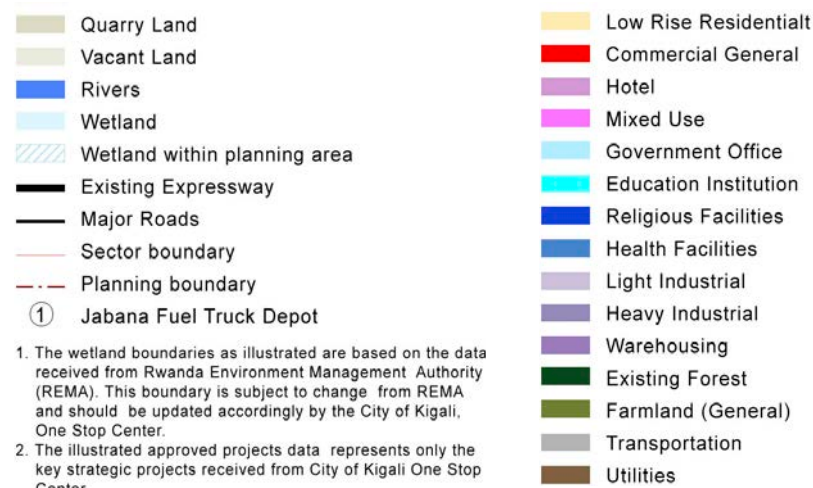 Quarry Land
Vacant Land
Rivers
Wetland
Wetland within planning area
Existing Expressway
Major Roads
Sector boundary
Planning boundary
① Jabana Fuel Truck Depot
1. The wetland boundaries as illustrated are based on the data
received from Rwanda Environment Management Authority
(REMA). This boundary is subject to change from REMA
and should be updated accordingly by the City of Kigali,
One Stop Center.
2. The illustrated approved projects data represents only the
key strategic projects received from City of Kigali One Stop
Center
Low Rise Residentialt
Commercial General
Hotel
Mixed Use
Government Office
Education Institution
Religious Facilities
Health Facilities
Light Industrial
Heavy Industrial
Warehousing
Existing Forest
Farmland (General)
Transportation
Utilities